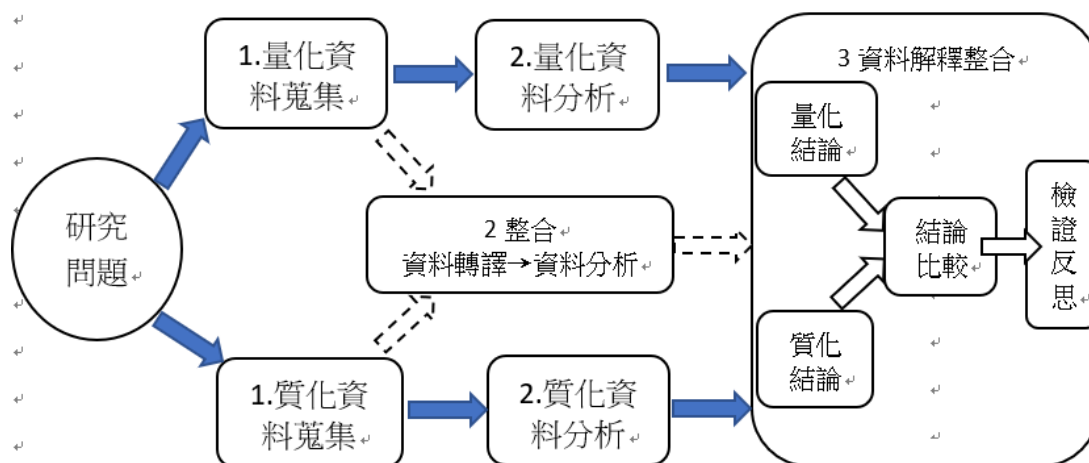 研究
問題
1.量化資
料蒐集
2.量化資
料分析
2 整合
資料轉譯→資料分析
1.質化資
料蒐集
2.質化資
料分析
3 資料解釋整合
量化
結論
質化
結論
結論
比較
檢
證
反
思